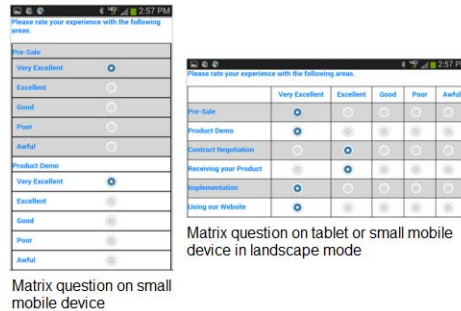 2:57 PM
Please rate your experience with the following
areas.
Pre-Sale
Very Excellent
Excellent
Good
Poor
Awful
Product Demo
Very Excellent
Excellent
Good
Poor
Awful
Matrix question on small
mobile device
2:57 P
Please rate your experience with the following areas.
Very Excellent Excellent Good Poor Awful
Pre-Sale
Product Demo
Contract Negotiation
Receiving your Product
Implementation
Using our Website
Matrix question on tablet or small mobile
device in landscape mode